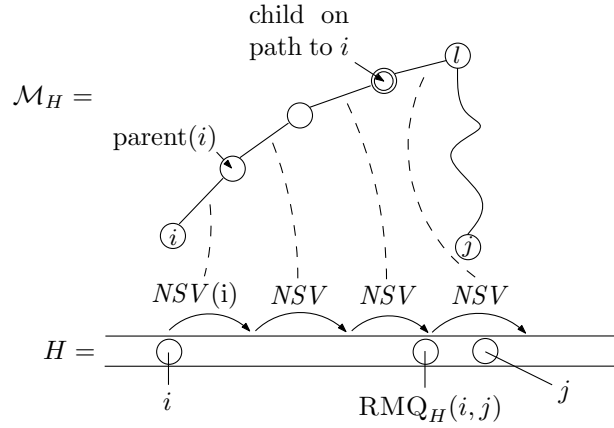 child on
path to i
l
M_H =
parent(i)
i
j
NSV(i) NSV NSV NSV
H =
i
RMQ_H(i, j)
j